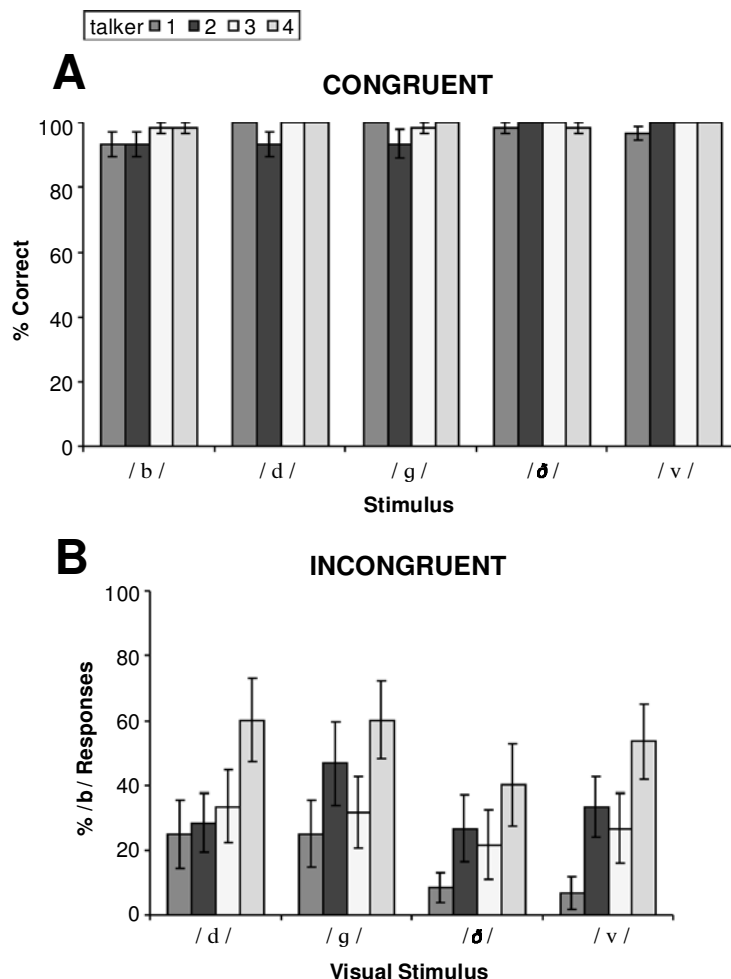 talker 1 2 3 4
A
CONGRUENT
100
80
60
40
20
0
% Correct
/ b / / d / / g / / ð / / v /
Stimulus
B
INCONGRUENT
100
80
60
40
20
0
% / b / Responses
/ d / / g / / ð / / v /
Visual Stimulus